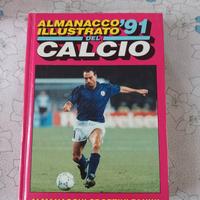 ALMANACCO '91
ILLUSTRATO
DEL
CALCIO